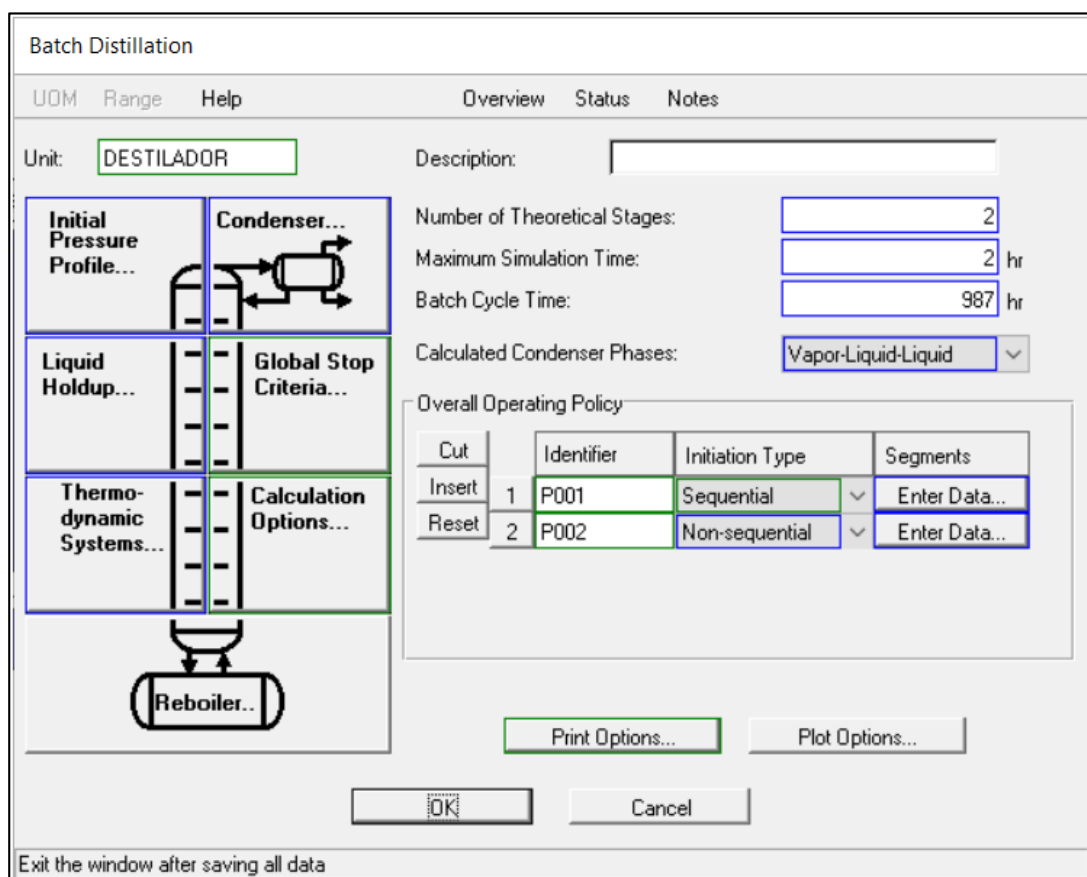 Batch Distillation
UOM Range Help Overview Status Notes
Unit: DESTILADOR Description:
Initial
Pressure
Profile...
Condenser...
Number of Theoretical Stages: 2
Maximum Simulation Time: 2 hr
Batch Cycle Time: 987 hr
Liquid
Holdup...
Global Stop
Criteria...
Calculated Condenser Phases: Vapor-Liquid-Liquid
Overall Operating Policy
Cut Identifier Initiation Type Segments
Insert 1 P001 Sequential Enter Data...
Reset 2 P002 Non-sequential Enter Data...
Thermo-
dynamic
Systems...
Calculation
Options...
Reboiler..
Print Options... Plot Options...
OK Cancel
Exit the window after saving all data